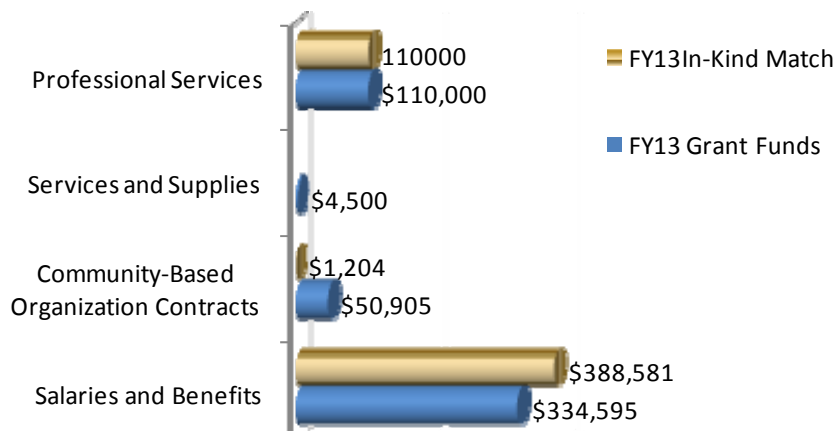 110000
FY13In-Kind Match
Professional Services
$110,000
FY13 Grant Funds
Services and Supplies
$4,500
$1,204
Community-Based
Organization Contracts
$50,905
$388,581
Salaries and Benefits
$334,595